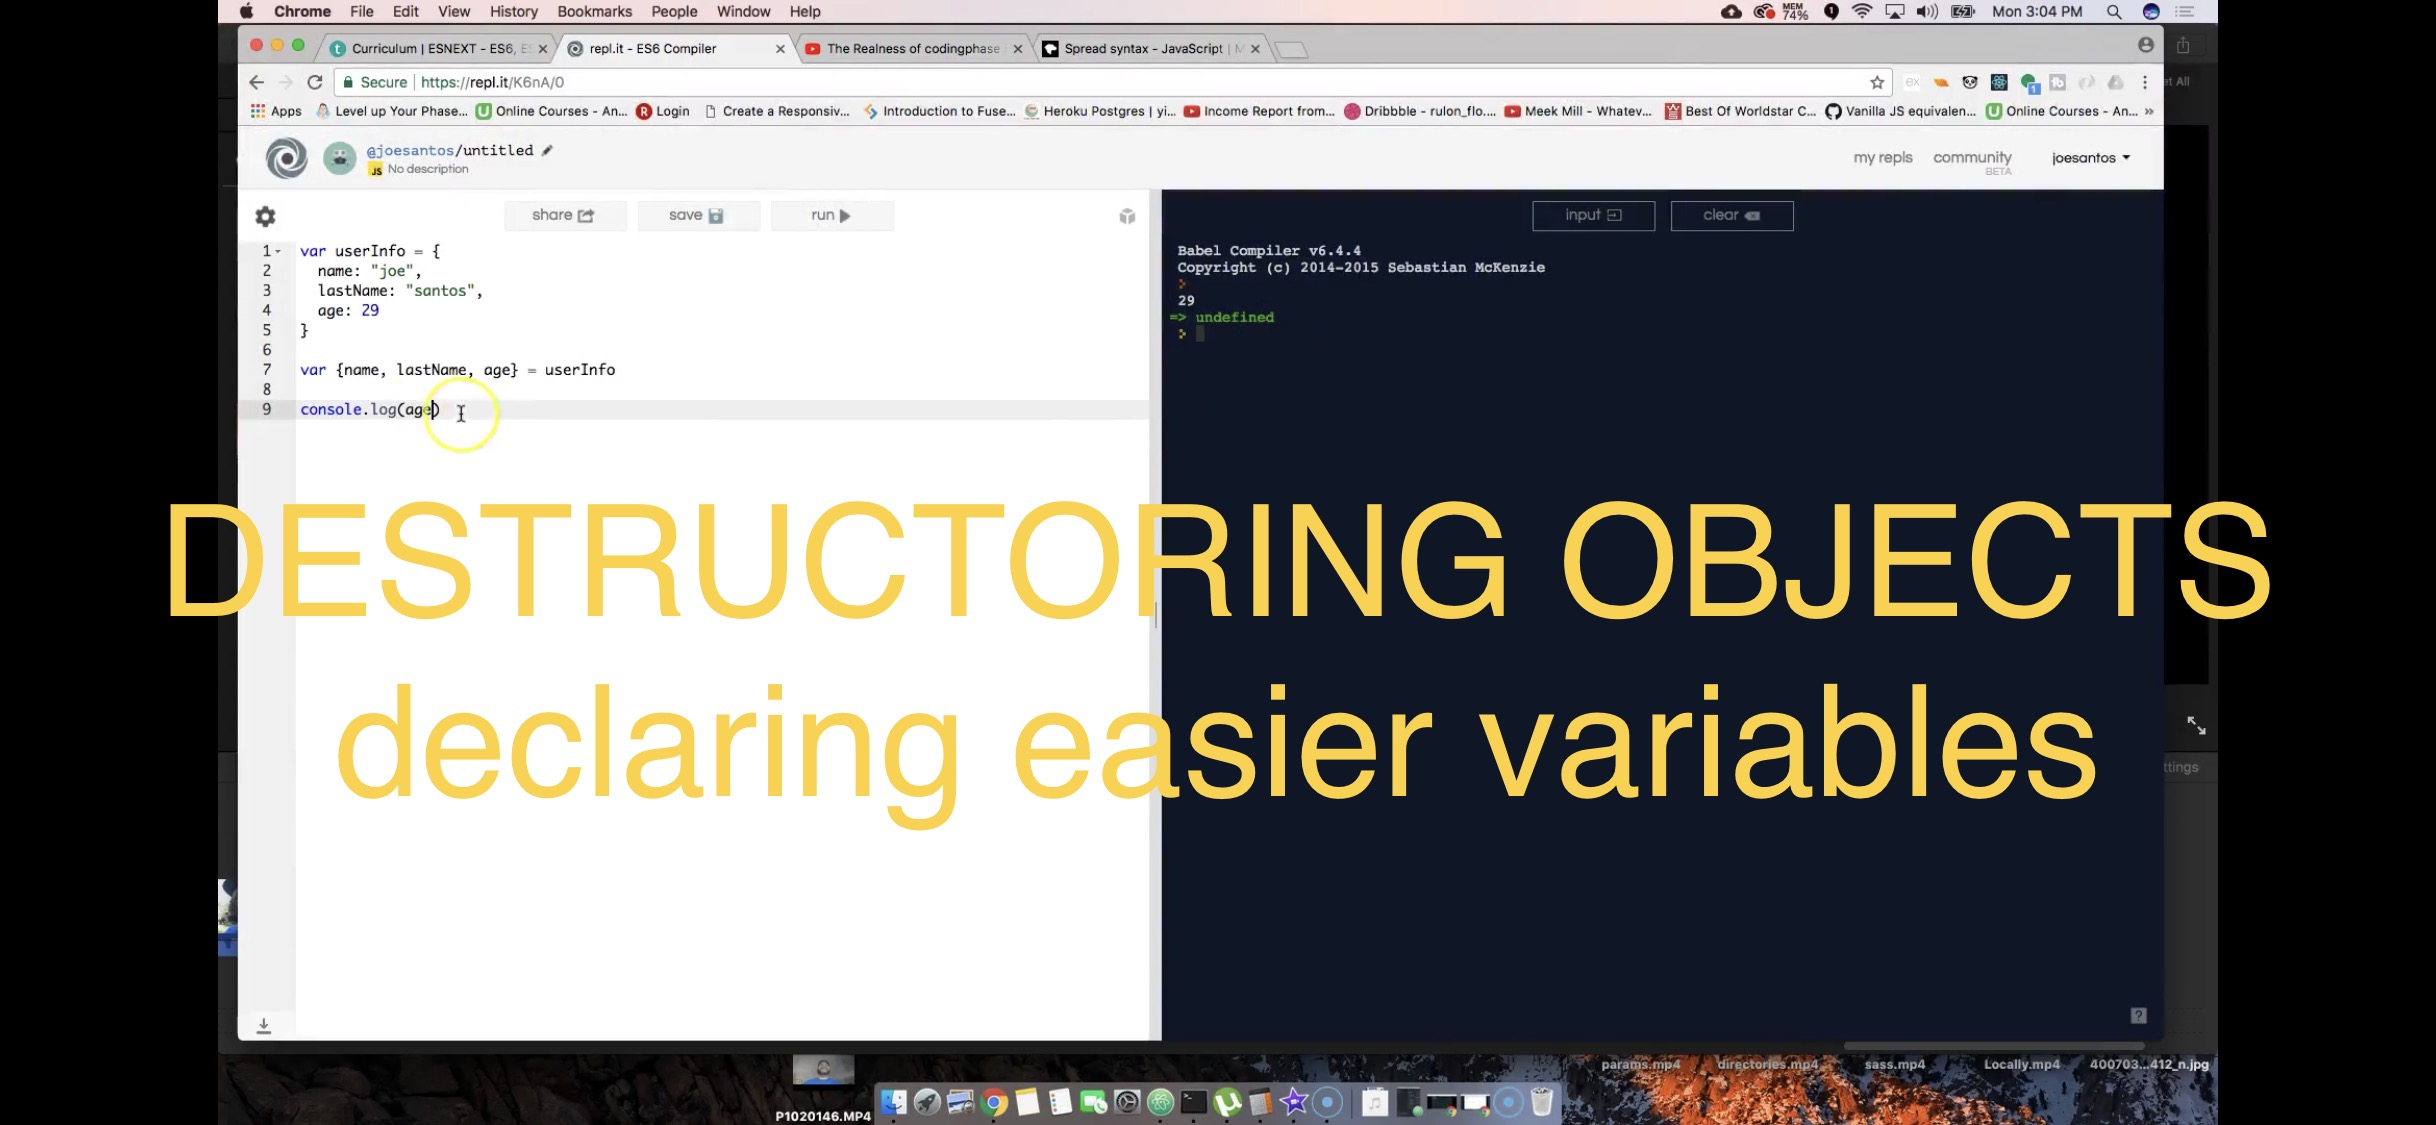 Chrome File Edit View History Bookmarks People Window Help MEM 74% Mon 3:04 PM
Curriculum | ESNEXT - ES6, E repl.it - ES6 Compiler The Realness of codingphase Spread syntax - JavaScript | M
Secure https://repl.it/K6nA/0
Apps Level up Your Phase... Online Courses - An... Login Create a Responsiv... Introduction to Fuse... Heroku Postgres | yi... Income Report from... Dribbble - rulon_flo.... Meek Mill - Whatev... Best Of Worstar C... Vanilla JS equivalen... Online Courses - An... »
@joesantos/untitled
JS No description
my repls community joesantos
BETA
share save run input clear
1 var userInfo = {
2 name: "joe",
3 lastName: "santos",
4 age: 29
5 }
6
7 var {name, lastName, age} = userInfo
8
9 console.log(age)
Babel Compiler v6.4.4
Copyright (c) 2014-2015 Sebastian McKenzie
>
29
=> undefined
>
DESTRUCTORING OBJECTS
declaring easier variables
ttings
?
params.mp4 directories.mp4 sass.mp4 Locally.mp4 400703...412_n.jpg
P1020146.MP4